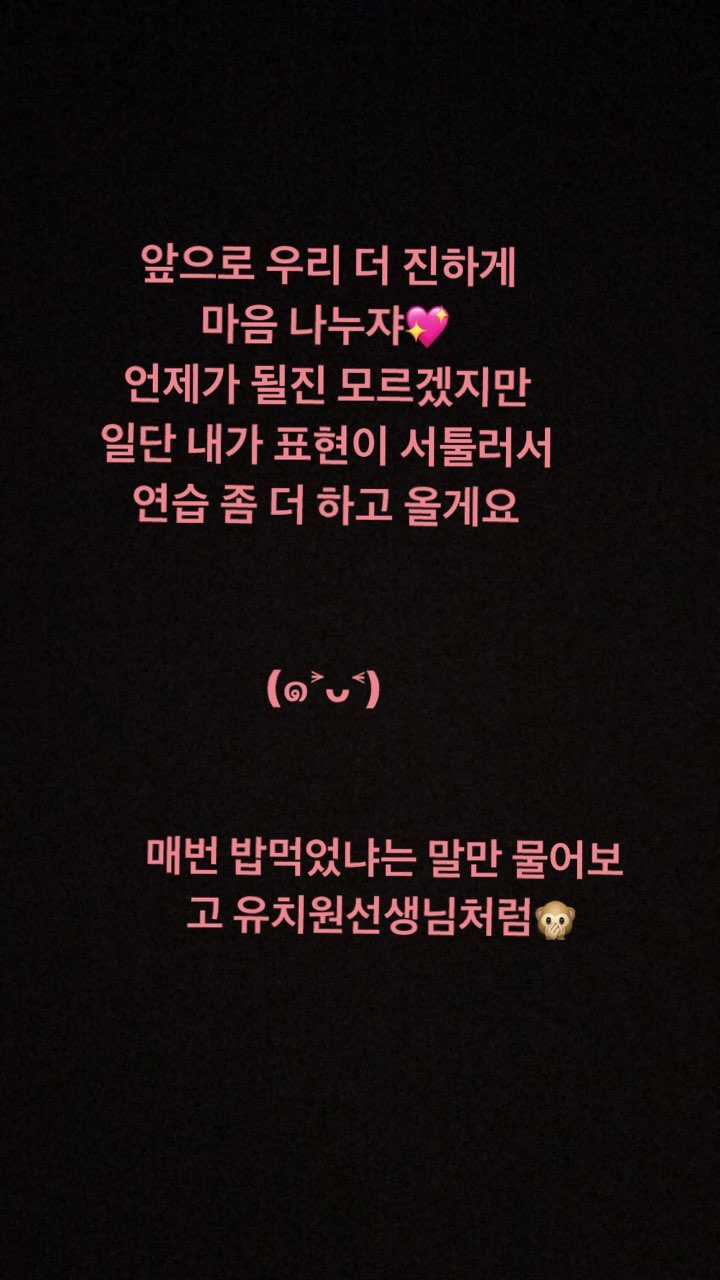 앞으로 우리 더 진하게
마음 나누쟈💖
언제가 될진 모르겠지만
일단 내가 표현이 서툴러서
연습 좀 더 하고 올게요
(๑˃ᴗ˂)
매번 밥먹었냐는 말만 물어보
고 유치원선생님처럼🙊